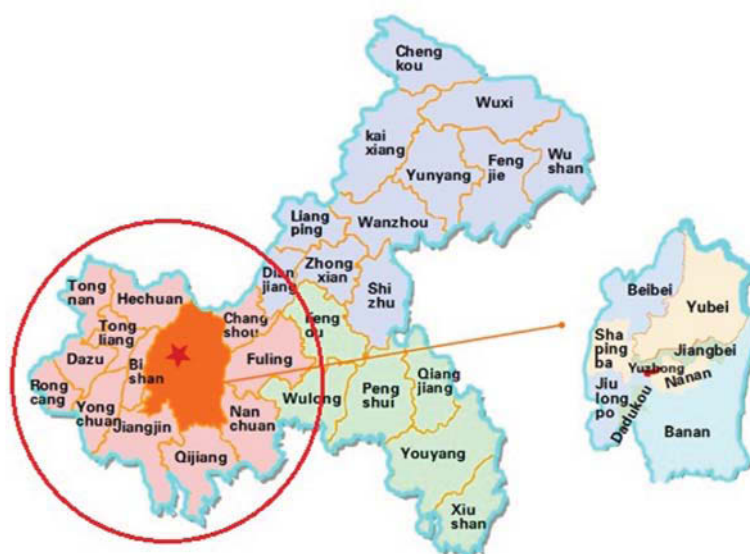 Cheng
kou
Wuxi
kai
xiang
Yunyang
Feng
jie
Wu
shan
Liang
ping
Wanzhou
Zhong
xian
Dian
jiang
Shi
zhu
Tong
nan
Hechuan
Chang
shou
Feng
du
Tong
liang
Dazu
Bi
shan
Fuling
Rong
cang
Yong
chuan
Jiangjin
Nan
chuan
Qijiang
Wulong
Peng
shui
Qian
jiang
Youyang
Xiu
shan
Beibei
Yubei
Sha
ping
ba
Jiangbei
Yuzhong
Nanan
Jiu
long
po
Dadukou
Banan